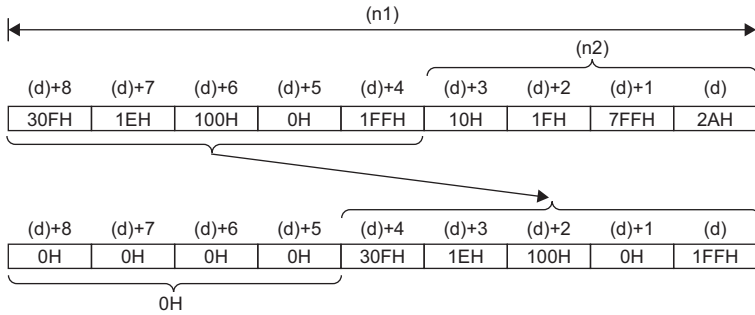 (n1)
(n2)
(d)+8 (d)+7 (d)+6 (d)+5 (d)+4 (d)+3 (d)+2 (d)+1 (d)
30FH 1EH 100H 0H 1FFH 10H 1FH 7FFH 2AH
(d)+8 (d)+7 (d)+6 (d)+5 (d)+4 (d)+3 (d)+2 (d)+1 (d)
0H 0H 0H 0H 30FH 1EH 100H 0H 1FFH
0H